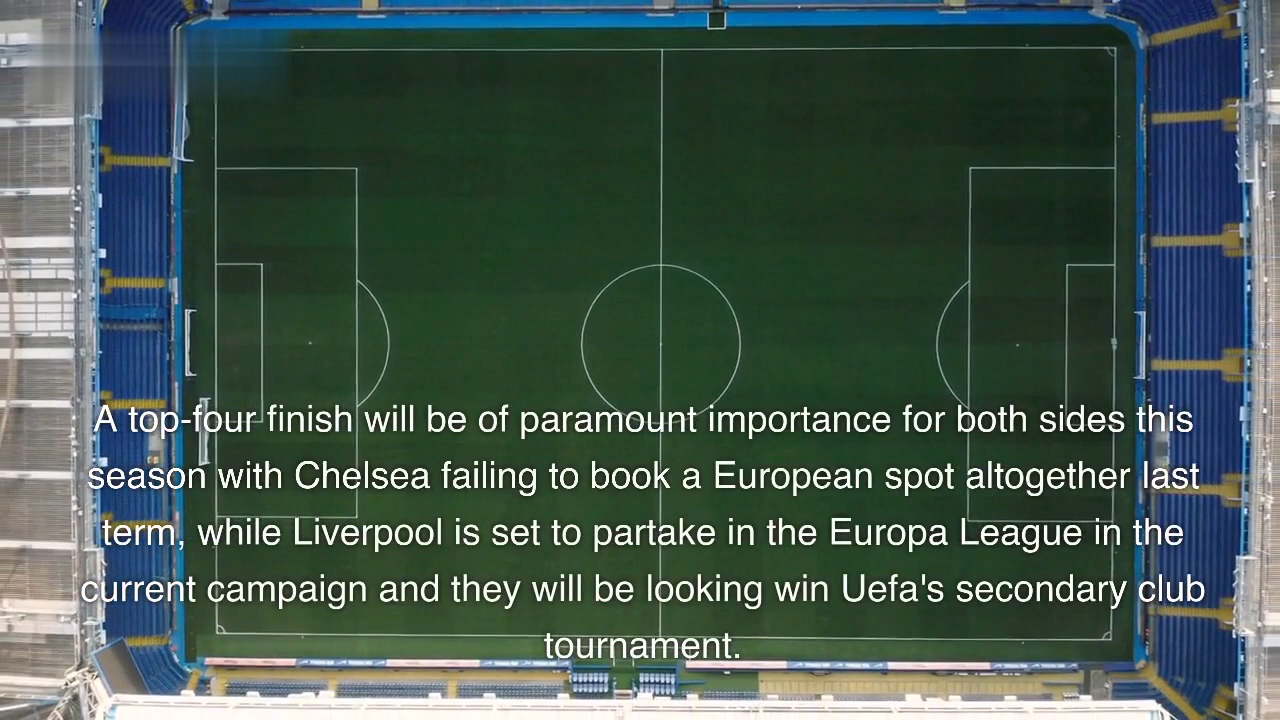 A top-four finish will be of paramount importance for both sides this
season with Chelsea failing to book a European spot altogether last
term, while Liverpool is set to partake in the Europa League in the
current campaign and they will be looking win Uefa's secondary club
tournament.